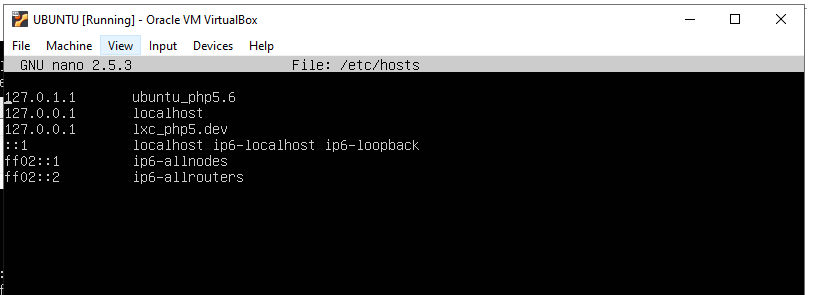 UBUNTU [Running] - Oracle VM VirtualBox
File Machine View Input Devices Help
GNU nano 2.5.3 File: /etc/hosts
127.0.1.1 ubuntu_php5.6
127.0.0.1 localhost
127.0.0.1 lxc_php5.dev
::1 localhost ip6-localhost ip6-loopback
ff02::1 ip6-allnodes
ff02::2 ip6-allrouters